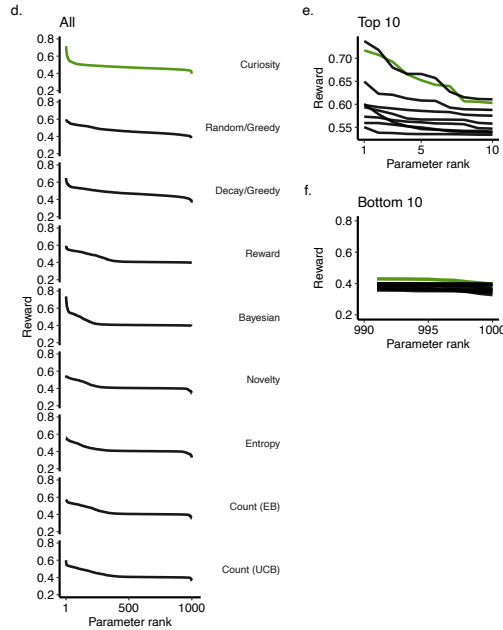 d.
All
0.8
0.6
0.4
0.2
Curiosity
0.8
0.6
0.4
0.2
Random/Greedy
0.8
0.6
0.4
0.2
Decay/Greedy
0.8
0.6
0.4
0.2
Reward
0.8
0.6
0.4
0.2
Bayesian
Reward
0.8
0.6
0.4
0.2
Novelty
0.8
0.6
0.4
0.2
Entropy
0.8
0.6
0.4
0.2
Count (EB)
0.8
0.6
0.4
0.2
Count (UCB)
1 500 1000
Parameter rank
e.
Top 10
0.70
0.65
0.60
0.55
Reward
1 5 10
Parameter rank
f.
Bottom 10
0.8
0.6
0.4
0.2
Reward
990 995 1000
Parameter rank